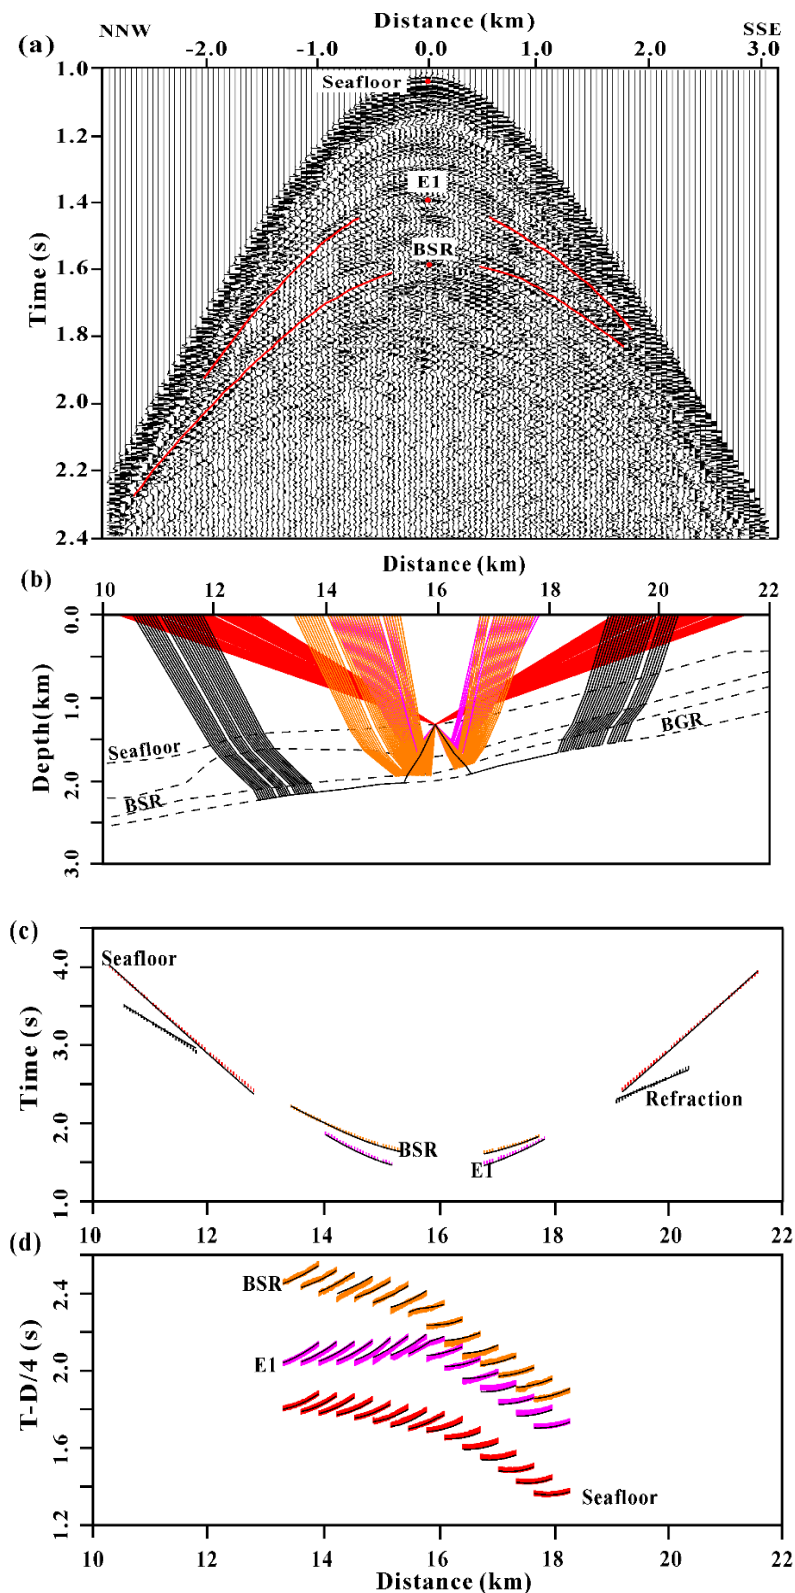 Distance (km)
(a) NNW SSE
-2.0 -1.0 0.0 1.0 2.0 3.0
1.0
Seafloor
1.2
E1
1.4
BSR
1.6
Time (s)
1.8
2.0
2.2
2.4
Distance (km)
(b)
10 12 14 16 18 20 22
0.0
1.0
Depth(km)
Seafloor
BGR
2.0
BSR
3.0
(c)
Seafloor
4.0
3.0
Time (s)
Refraction
2.0
BSR
E1
1.0
10 12 14 16 18 20 22
(d)
BSR
2.4
E1
2.0
T-D/4 (s)
1.6
Seafloor
1.2
10 12 14 16 18 20 22
Distance (km)